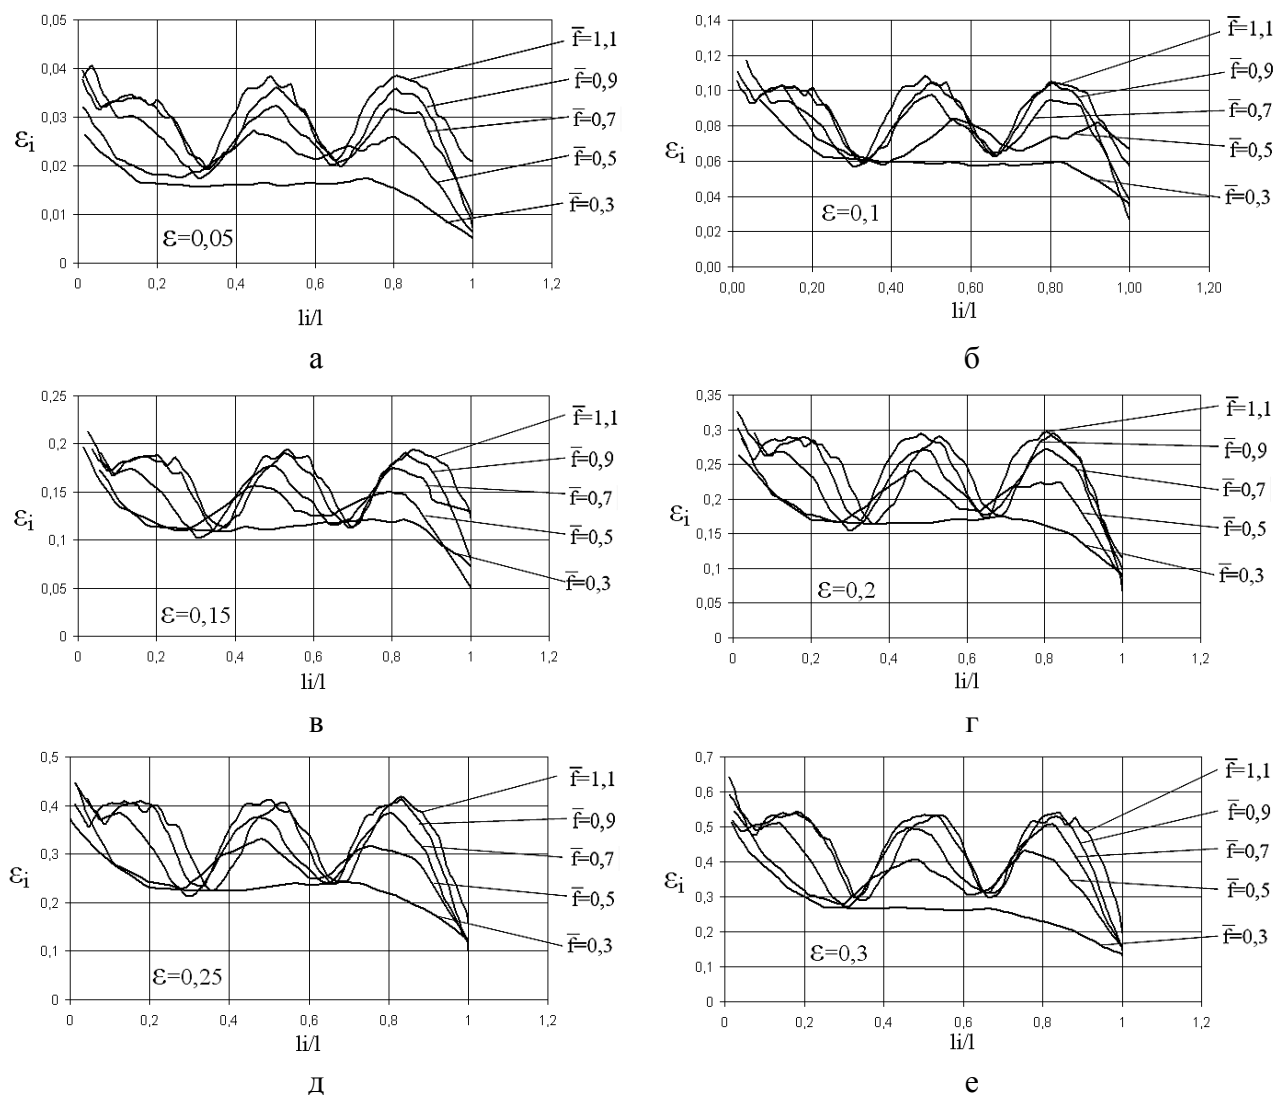 0,05
0,04
0,03
0,02
0,01
0
εi
f̅=1,1
f̅=0,9
f̅=0,7
f̅=0,5
f̅=0,3
ε=0,05
0 0,2 0,4 0,6 0,8 1 1,2
li/l
а
0,14
0,12
0,10
0,08
0,06
0,04
0,02
0,00
εi
f̅=1,1
f̅=0,9
f̅=0,7
f̅=0,5
f̅=0,3
ε=0,1
0,00 0,20 0,40 0,60 0,80 1,00 1,20
li/l
б
0,25
0,2
0,15
0,1
0,05
0
εi
f̅=1,1
f̅=0,9
f̅=0,7
f̅=0,5
f̅=0,3
ε=0,15
0 0,2 0,4 0,6 0,8 1 1,2
li/l
в
0,35
0,3
0,25
0,2
0,15
0,1
0,05
0
εi
f̅=1,1
f̅=0,9
f̅=0,7
f̅=0,5
f̅=0,3
ε=0,2
0 0,2 0,4 0,6 0,8 1 1,2
li/l
г
0,5
0,4
0,3
0,2
0,1
0
εi
f̅=1,1
f̅=0,9
f̅=0,7
f̅=0,5
f̅=0,3
ε=0,25
0 0,2 0,4 0,6 0,8 1 1,2
li/l
д
0,7
0,6
0,5
0,4
0,3
0,2
0,1
0
εi
f̅=1,1
f̅=0,9
f̅=0,7
f̅=0,5
f̅=0,3
ε=0,3
0 0,2 0,4 0,6 0,8 1 1,2
li/l
е